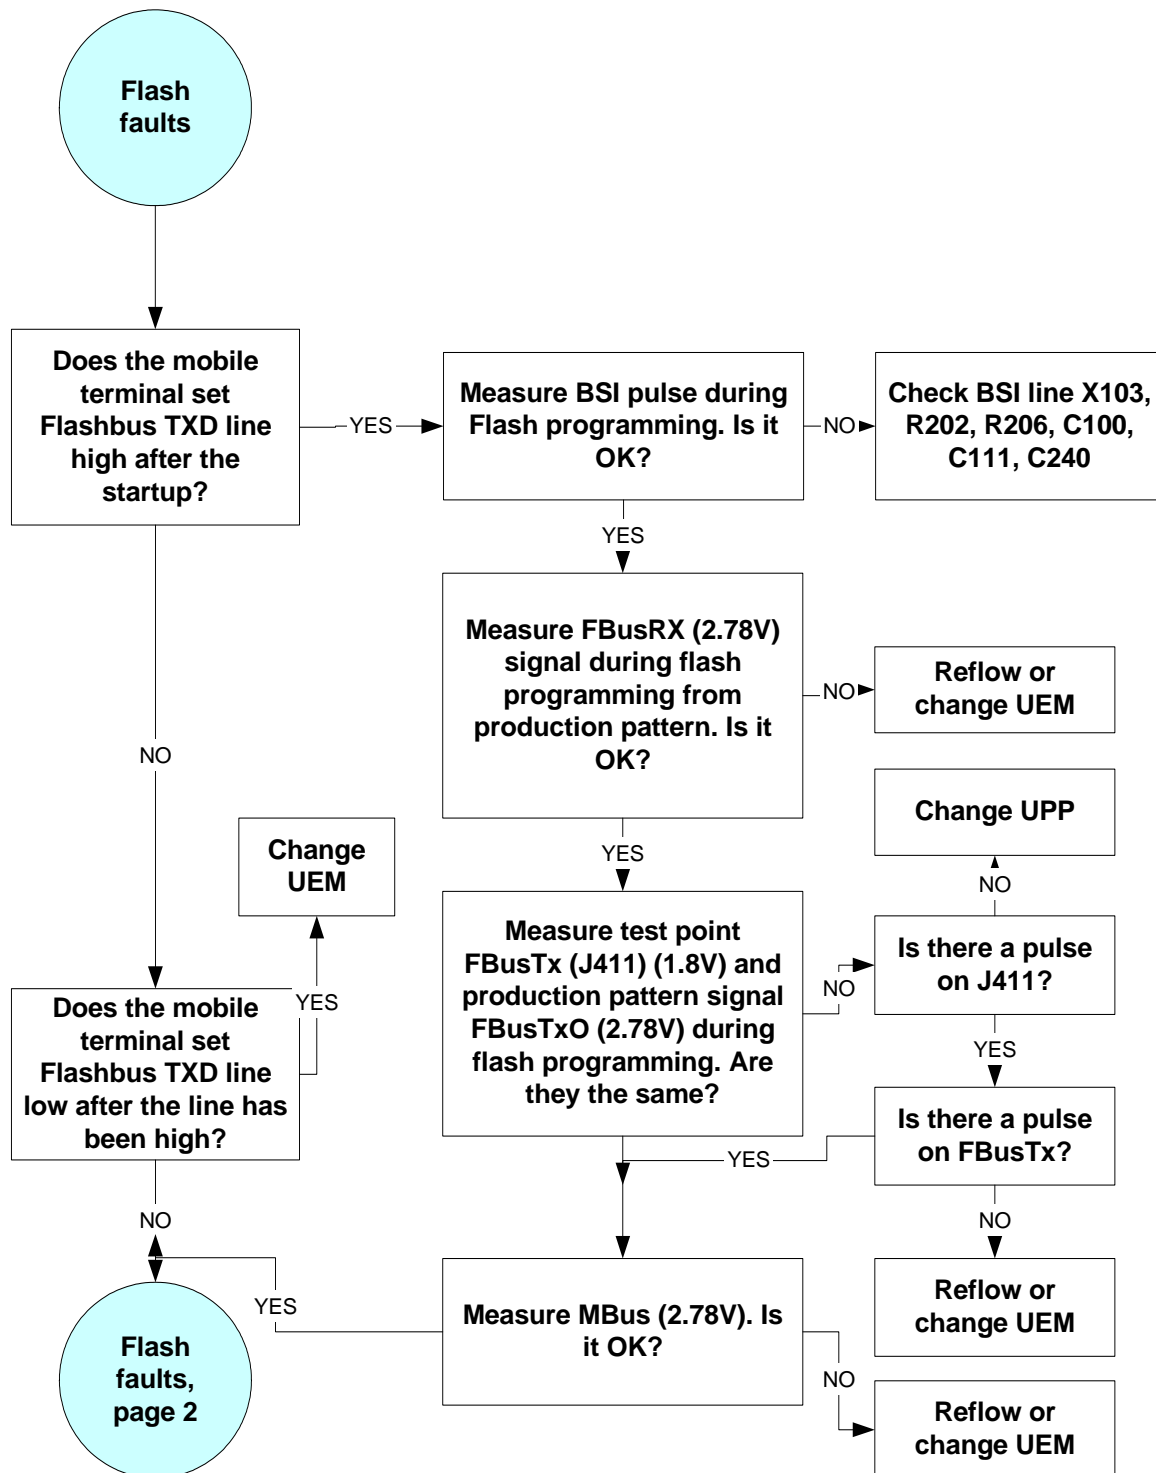 Flash
faults
Does the mobile
terminal set
Flashbus TXD line
high after the
startup?
YES
Measure BSI pulse during
Flash programming. Is it
OK?
NO
Check BSI line X103,
R202, R206, C100,
C111, C240
YES
Measure FBusRX (2.78V)
signal during flash
programming from
production pattern. Is it
OK?
NO
Reflow or
change UEM
NO
Change UPP
YES
Change
UEM
NO
Measure test point
FBusTx (J411) (1.8V) and
production pattern signal
FBusTxO (2.78V) during
flash programming. Are
they the same?
NO
Is there a pulse
on J411?
YES
Does the mobile
terminal set
Flashbus TXD line
low after the line has
been high?
YES
Is there a pulse
on FBusTx?
YES
NO
NO
Reflow or
change UEM
Measure MBus (2.78V). Is
it OK?
YES
NO
Flash
faults,
page 2
Reflow or
change UEM